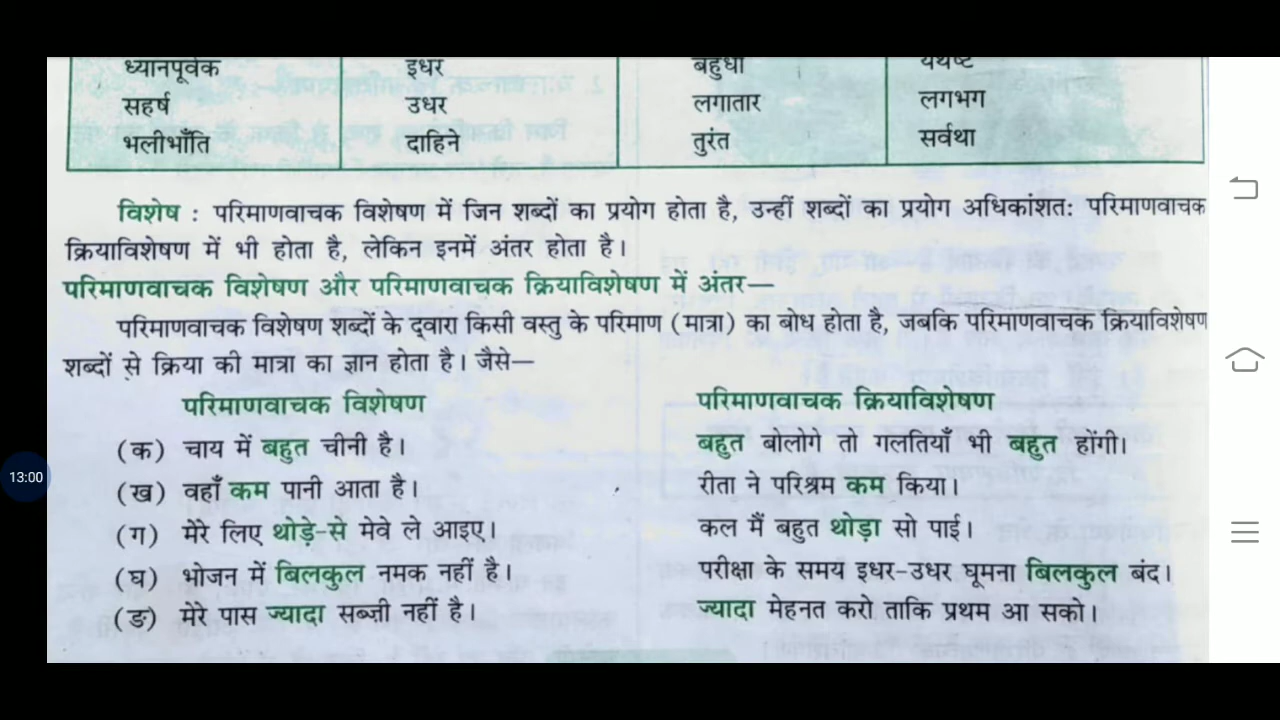 ध्यानपूर्वक इधर बहुधा यथेष्ट
सहर्ष उधर लगातार लगभग
भलीभाँति दाहिने तुरंत सर्वथा
विशेष : परिमाणवाचक विशेषण में जिन शब्दों का प्रयोग होता है, उन्हीं शब्दों का प्रयोग अधिकांशत: परिमाणवाचक
क्रियाविशेषण में भी होता है, लेकिन इनमें अंतर होता है।
परिमाणवाचक विशेषण और परिमाणवाचक क्रियाविशेषण में अंतर—
परिमाणवाचक विशेषण शब्दों के द्वारा किसी वस्तु के परिमाण (मात्रा) का बोध होता है, जबकि परिमाणवाचक क्रियाविशेषण
शब्दों से क्रिया की मात्रा का ज्ञान होता है। जैसे—
परिमाणवाचक विशेषण परिमाणवाचक क्रियाविशेषण
(क) चाय में बहुत चीनी है। बहुत बोलोगे तो गलतियाँ भी बहुत होंगी।
(ख) वहाँ कम पानी आता है। रीता ने परिश्रम कम किया।
(ग) मेरे लिए थोड़े-से मेवे ले आइए। कल मैं बहुत थोड़ा सो पाई।
(घ) भोजन में बिलकुल नमक नहीं है। परीक्षा के समय इधर-उधर घूमना बिलकुल बंद।
(ङ) मेरे पास ज्यादा सब्ज़ी नहीं है। ज्यादा मेहनत करो ताकि प्रथम आ सको।
13:00